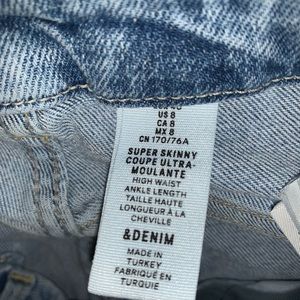 US 8
CA 8
MX 8
CN 170/76A
SUPER SKINNY
COUPE ULTRA-
MOULANTE
HIGH WAIST
ANKLE LENGTH
TAILLE HAUTE
LONGUEUR À LA
CHEVILLE
&DENIM
MADE IN
TURKEY
FABRIQUÉ EN
TURQUIE